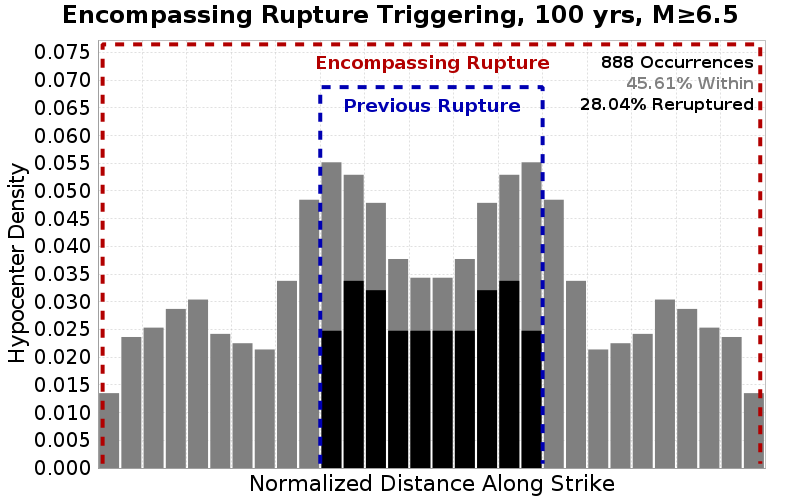 Encompassing Rupture Triggering, 100 yrs, M≥6.5
0.075
0.070
0.065
0.060
0.055
0.050
0.045
0.040
0.035
0.030
0.025
0.020
0.015
0.010
0.005
0.000
Hypocenter Density
Encompassing Rupture
Previous Rupture
888 Occurrences
45.61% Within
28.04% Reruptured
Normalized Distance Along Strike